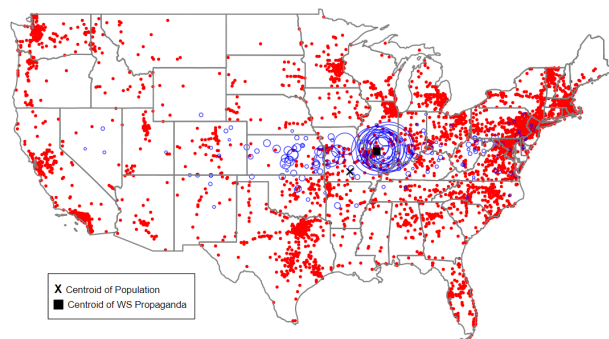 X Centroid of Population
Centroid of WS Propaganda